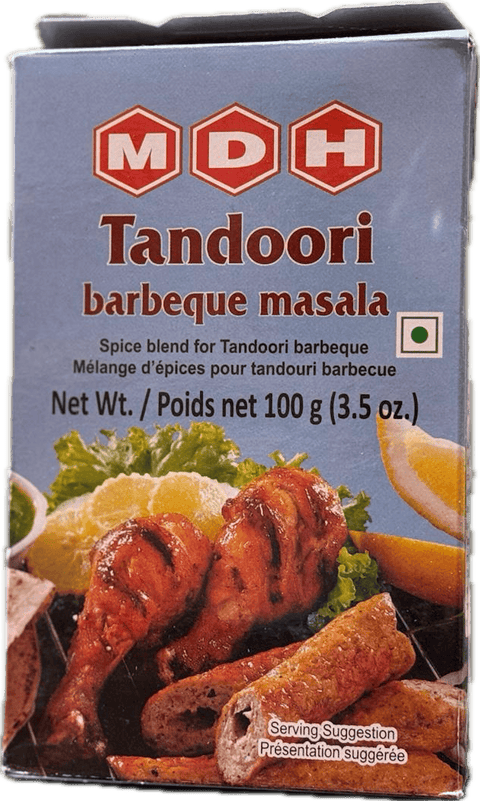 MDH
Tandoori
barbeque masala
Spice blend for Tandoori barbeque
Mélange d'épices pour tandouri barbecue
Net Wt. / Poids net 100 g (3.5 oz.)
Serving Suggestion
Présentation suggérée